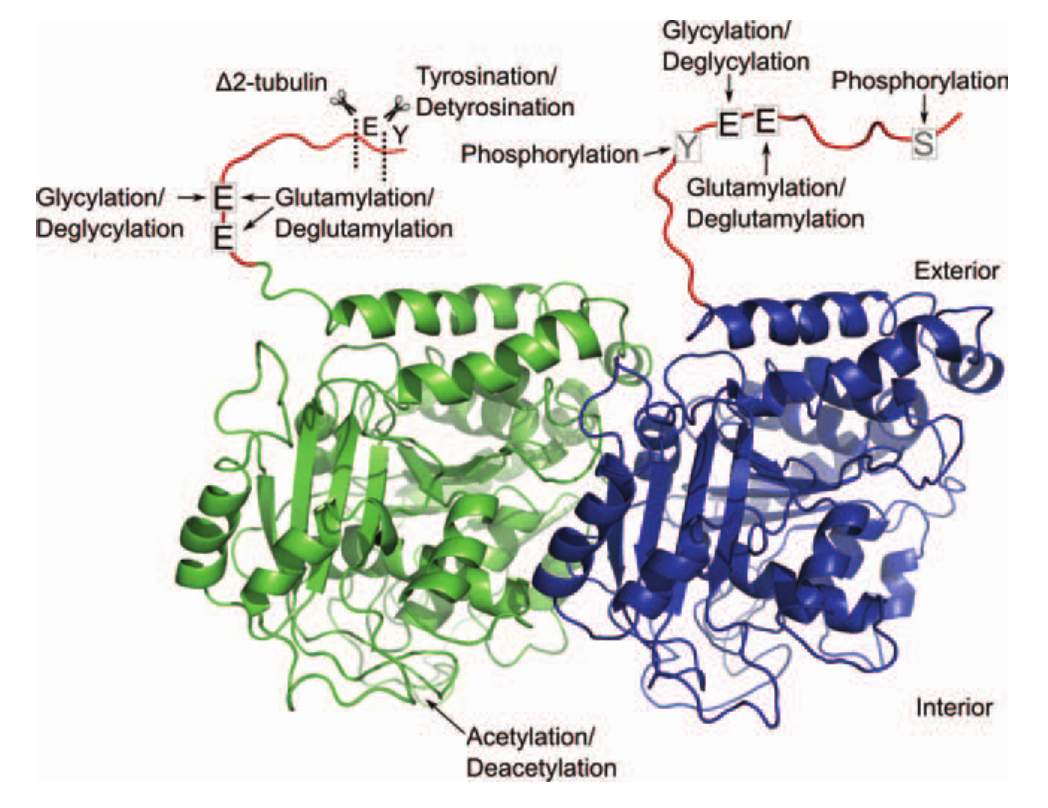 Glycylation/
Deglycylation
Phosphorylation
Δ2-tubulin
Tyrosination/
Detyrosination
E
Y
E
E
S
Y
Phosphorylation
Glutamylation/
Deglutamylation
Glycylation/
Deglycylation
E
E
Glutamylation/
Deglutamylation
Exterior
Interior
Acetylation/
Deacetylation